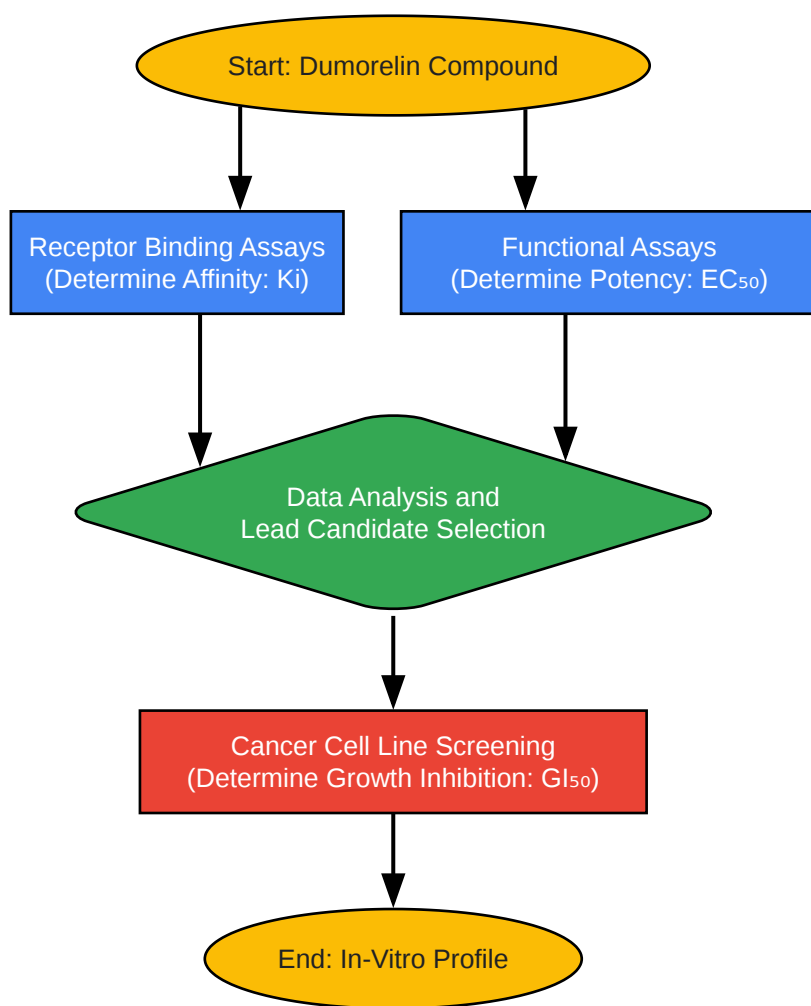 Start: Dumorelin Compound
Receptor Binding Assays
(Determine Affinity: Ki)
Functional Assays
(Determine Potency: EC₅₀)
Data Analysis and
Lead Candidate Selection
Cancer Cell Line Screening
(Determine Growth Inhibition: GI₅₀)
End: In-Vitro Profile